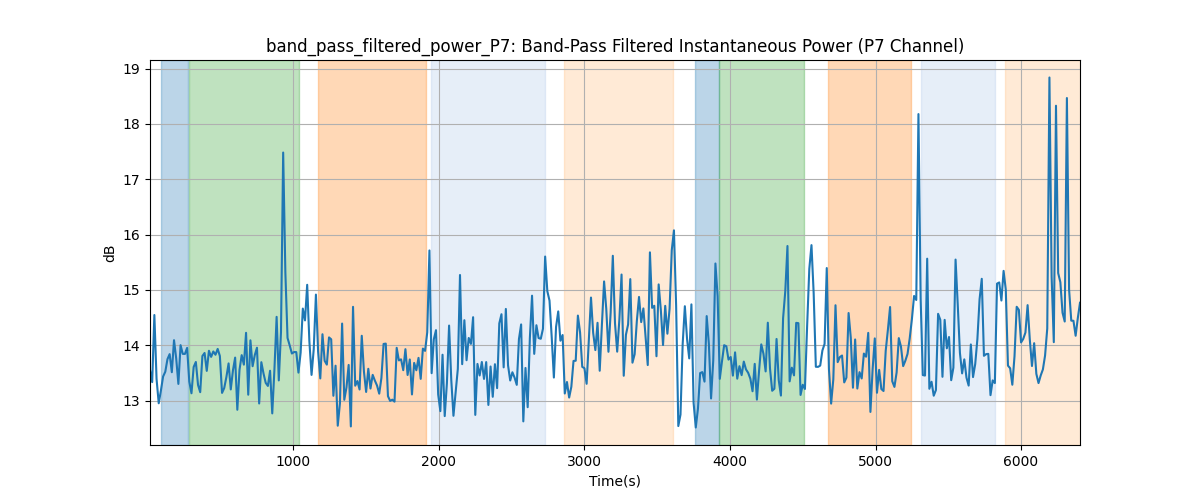 band_pass_filtered_power_P7: Band-Pass Filtered Instantaneous Power (P7 Channel)
19
18
17
16
15
14
13
dB
1000 2000 3000 4000 5000 6000
Time(s)